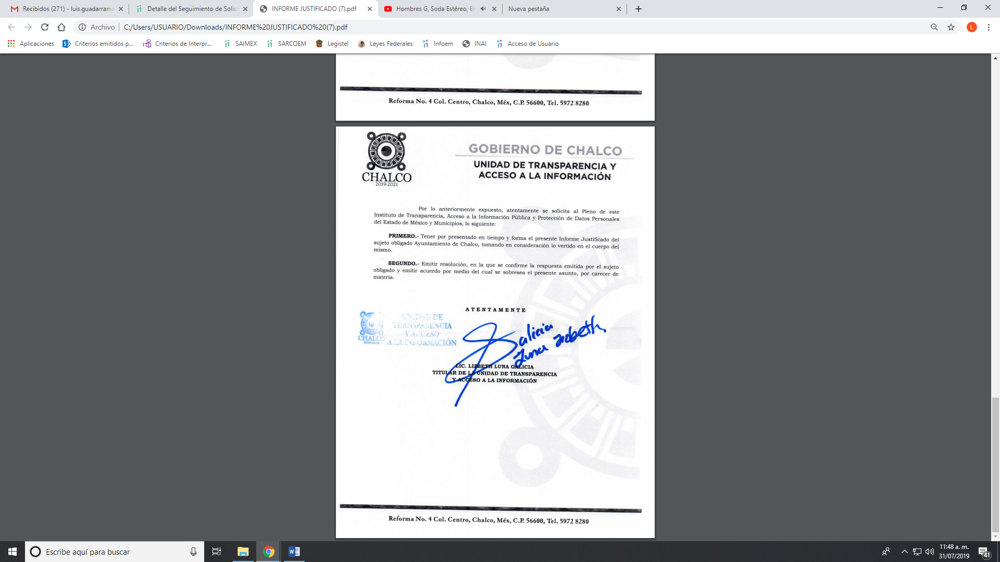 Recibidos (271) - luis.guadarrama
Detalle del Seguimiento de Solici
INFORME JUSTIFICADO (7).pdf
Hombres G, Soda Estéreo, En
Nueva pestaña
Archivo
C:/Users/USUARIO/Downloads/INFORME%20JUSTIFICADO%20(7).pdf
L
Aplicaciones
Criterios emitidos p...
Criterios de Interpr...
SAIMEX
SARCOEM
Legistel
Leyes Federales
Infoem
INAI
Acceso de Usuario
Reforma No. 4 Col. Centro, Chalco, Méx, C.P. 56600, Tel. 5972 8280
CHALCO
2019-2021
GOBIERNO DE CHALCO
UNIDAD DE TRANSPARENCIA Y
ACCESO A LA INFORMACIÓN
Por lo anteriormente expuesto, atentamente se solicita al Pleno de este
Instituto de Transparencia, Acceso a la Información Pública y Protección de Datos Personales
del Estado de México y Municipios, lo siguiente:
PRIMERO.- Tener por presentado en tiempo y forma el presente Informe Justificado del
sujeto obligado Ayuntamiento de Chalco, tomando en consideración lo vertido en el cuerpo del
mismo.
SEGUNDO.- Emitir resolución, en la que se confirme la respuesta emitida por el sujeto
obligado y emitir acuerdo por medio del cual se sobresea el presente asunto, por carecer de
materia.
ATENTAMENTE
CHALCO
2019-2021
UNIDAD DE
TRANSPARENCIA
Y ACCESO
A LA INFORMACIÓN
Galicia
Luna Lizbeth
LIC. LIZBETH LUNA GALICIA
TITULAR DE LA UNIDAD DE TRANSPARENCIA
Y ACCESO A LA INFORMACIÓN
Reforma No. 4 Col. Centro, Chalco, Méx, C.P. 56600, Tel. 5972 8280
Escribe aquí para buscar
11:48 a. m.
31/07/2019
41